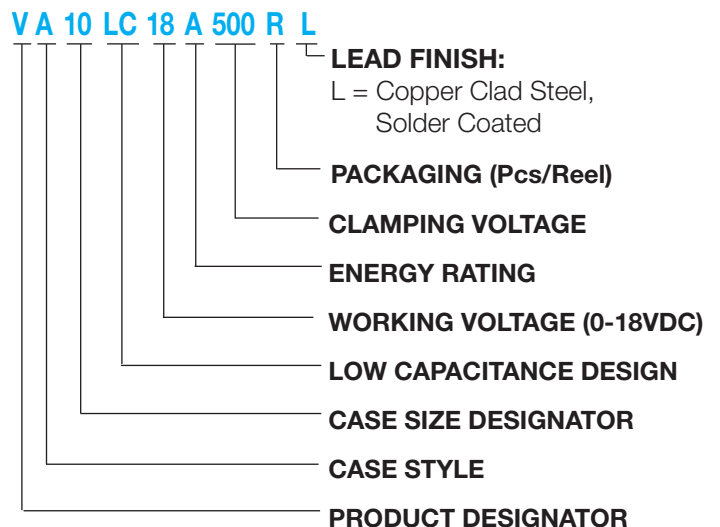 V A 10 LC 18 A 500 R L
LEAD FINISH:
L = Copper Clad Steel,
Solder Coated
PACKAGING (Pcs/Reel)
CLAMPING VOLTAGE
ENERGY RATING
WORKING VOLTAGE (0-18VDC)
LOW CAPACITANCE DESIGN
CASE SIZE DESIGNATOR
CASE STYLE
PRODUCT DESIGNATOR